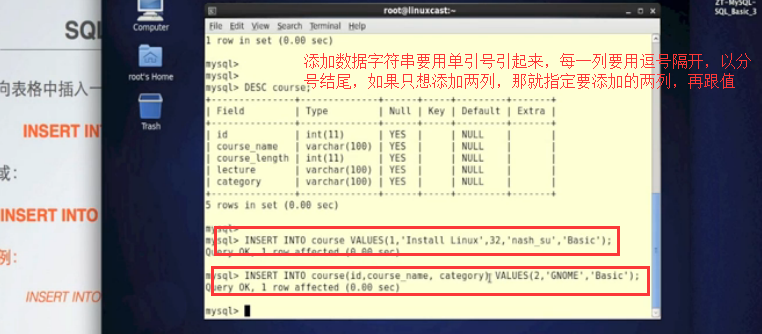 root@linuxcast:~
File Edit View Search Terminal Help
1 row in set (0.00 sec)
mysql>
mysql>
mysql> DESC course;
+---------------+--------------+------+-----+---------+-------+
| Field | Type | Null | Key | Default | Extra |
+---------------+--------------+------+-----+---------+-------+
| id | int(11) | YES | | NULL | |
| course_name | varchar(100) | YES | | NULL | |
| course_length | int(11) | YES | | NULL | |
| lecture | varchar(100) | YES | | NULL | |
| category | varchar(100) | YES | | NULL | |
+---------------+--------------+------+-----+---------+-------+
5 rows in set (0.00 sec)
mysql>
mysql> INSERT INTO course VALUES(1,'Install Linux',32,'nash_su','Basic');
Query OK, 1 row affected (0.00 sec)
mysql> INSERT INTO course(id,course_name, category) VALUES(2,'GNOME','Basic');
Query OK, 1 row affected (0.00 sec)
mysql>
添加数据字符串要用单引号引起来，每一列要用逗号隔开，以分
号结尾，如果只想添加两列，那就指定要添加的两列，再跟值
Computer
root's Home
Trash
ZT-MySQL-
SQL_Basic_3
SQL
向表格中插入一
INSERT INTO
或：
INSERT INTO
例：
INSERT INTO